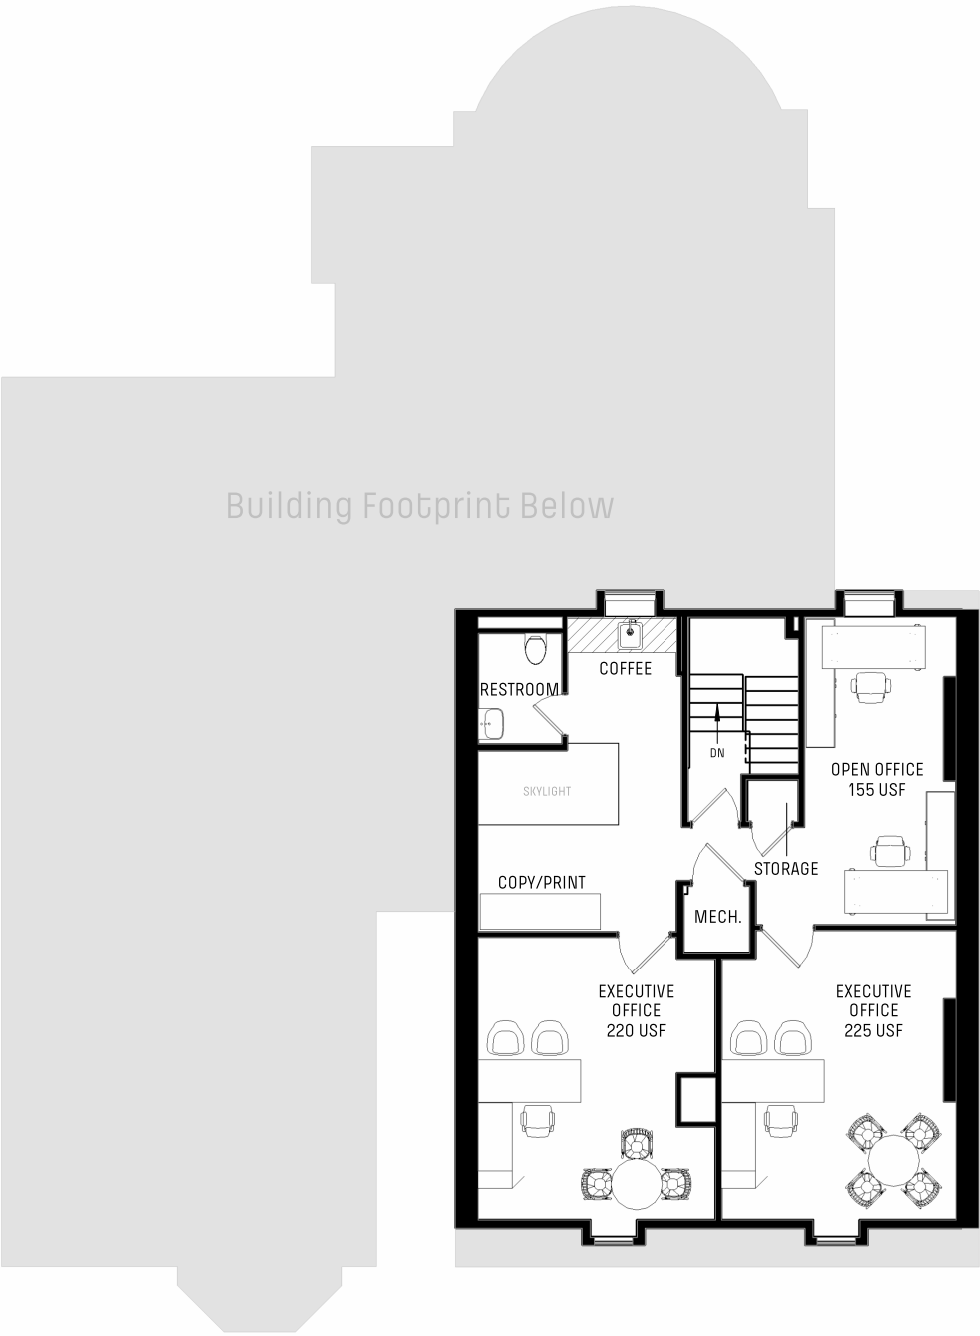 Building Footprint Below
COFFEE
RESTROOM
DN
OPEN OFFICE
155 USF
SKYLIGHT
STORAGE
COPY/PRINT
MECH.
EXECUTIVE
OFFICE
220 USF
EXECUTIVE
OFFICE
225 USF